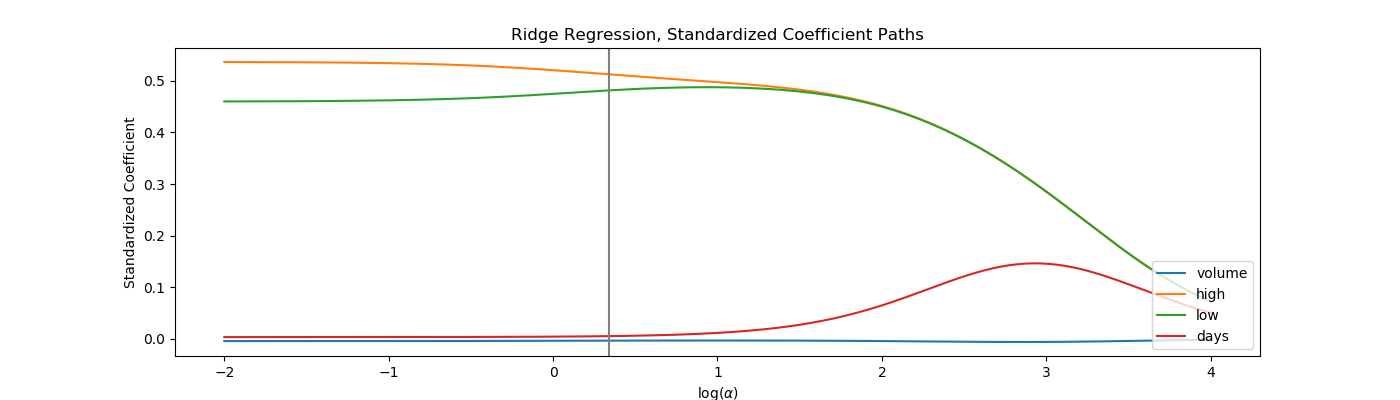 Ridge Regression, Standardized Coefficient Paths
Standardized Coefficient
0.5
0.4
0.3
0.2
0.1
0.0
−2
−1
0
1
2
3
4
log(α)
volume
high
low
days